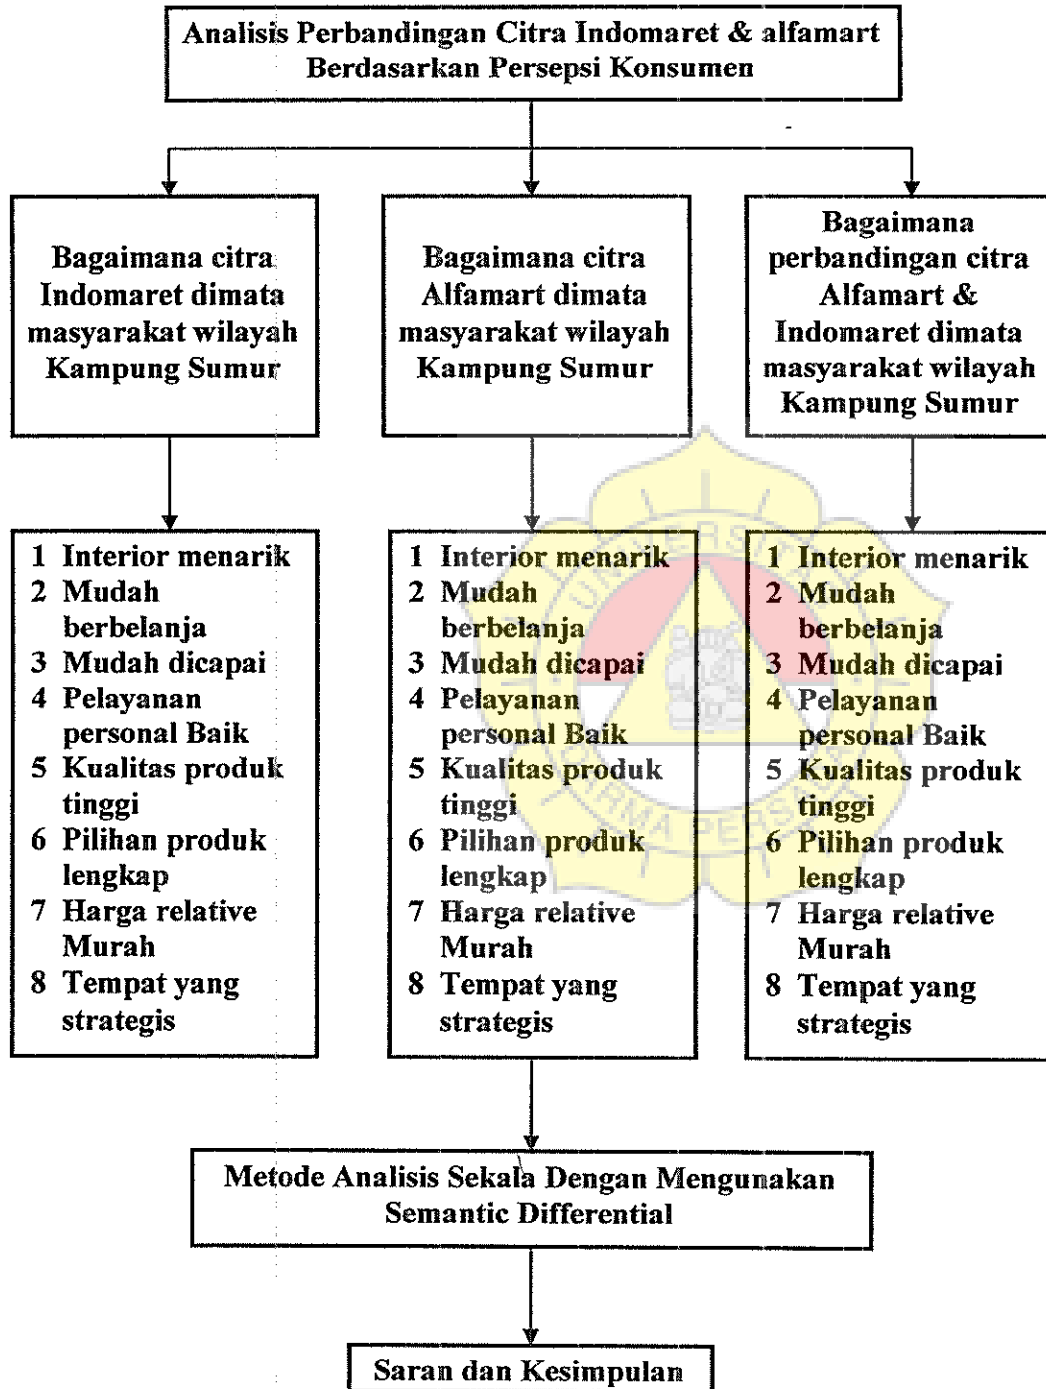 Analisis Perbandingan Citra Indomaret & alfamart
Berdasarkan Persepsi Konsumen
Bagaimana citra
Indomaret dimata
masyarakat wilayah
Kampung Sumur
Bagaimana citra
Alfamart dimata
masyarakat wilayah
Kampung Sumur
Bagaimana
perbandingan citra
Alfamart &
Indomaret dimata
masyarakat wilayah
Kampung Sumur
1 Interior menarik
2 Mudah
berbelanja
3 Mudah dicapai
4 Pelayanan
personal Baik
5 Kualitas produk
tinggi
6 Pilihan produk
lengkap
7 Harga relative
Murah
8 Tempat yang
strategis
1 Interior menarik
2 Mudah
berbelanja
3 Mudah dicapai
4 Pelayanan
personal Baik
5 Kualitas produk
tinggi
6 Pilihan produk
lengkap
7 Harga relative
Murah
8 Tempat yang
strategis
1 Interior menarik
2 Mudah
berbelanja
3 Mudah dicapai
4 Pelayanan
personal Baik
5 Kualitas produk
tinggi
6 Pilihan produk
lengkap
7 Harga relative
Murah
8 Tempat yang
strategis
Metode Analisis Sekala Dengan Mengunakan
Semantic Differential
Saran dan Kesimpulan